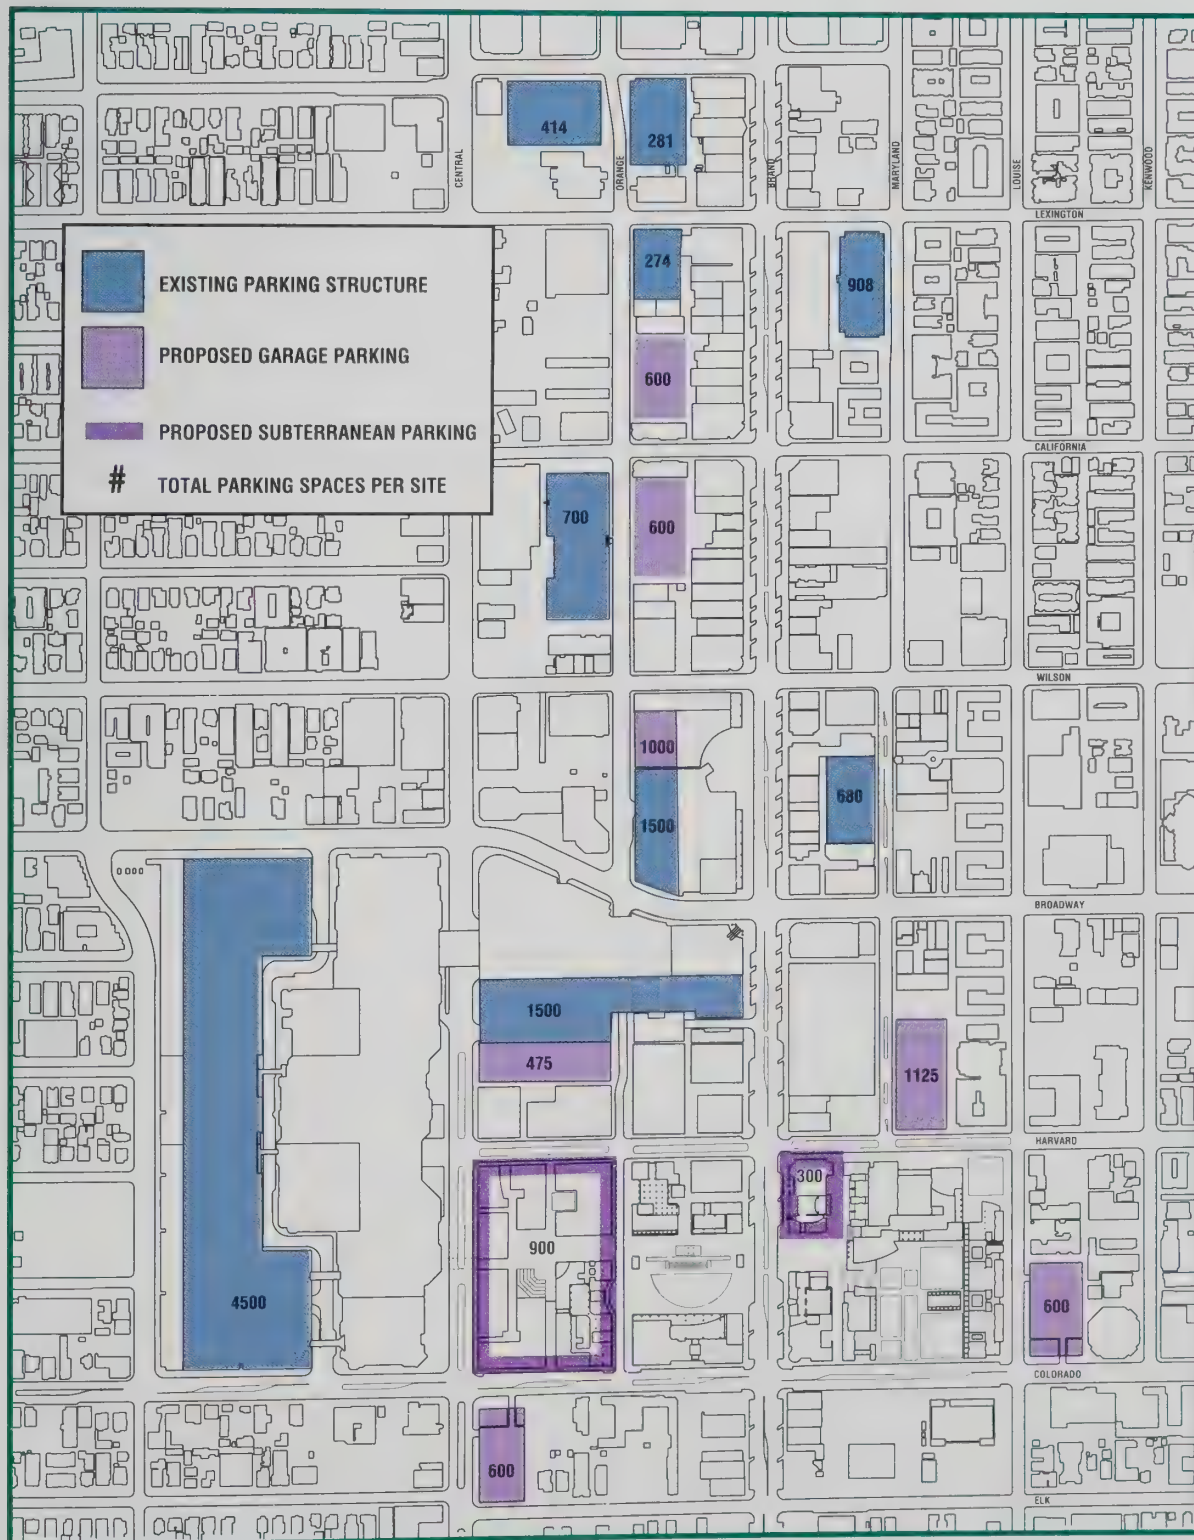 414
281
CENTRAL
ORANGE
BRAND
MARYLAND
LOUISE
KENWOOD
LEXINGTON
EXISTING PARKING STRUCTURE
PROPOSED GARAGE PARKING
PROPOSED SUBTERRANEAN PARKING
# TOTAL PARKING SPACES PER SITE
274
908
600
CALIFORNIA
700
600
WILSON
1000
680
1500
BROADWAY
1500
475
1125
HARVARD
300
900
4500
600
COLORADO
600
ELK